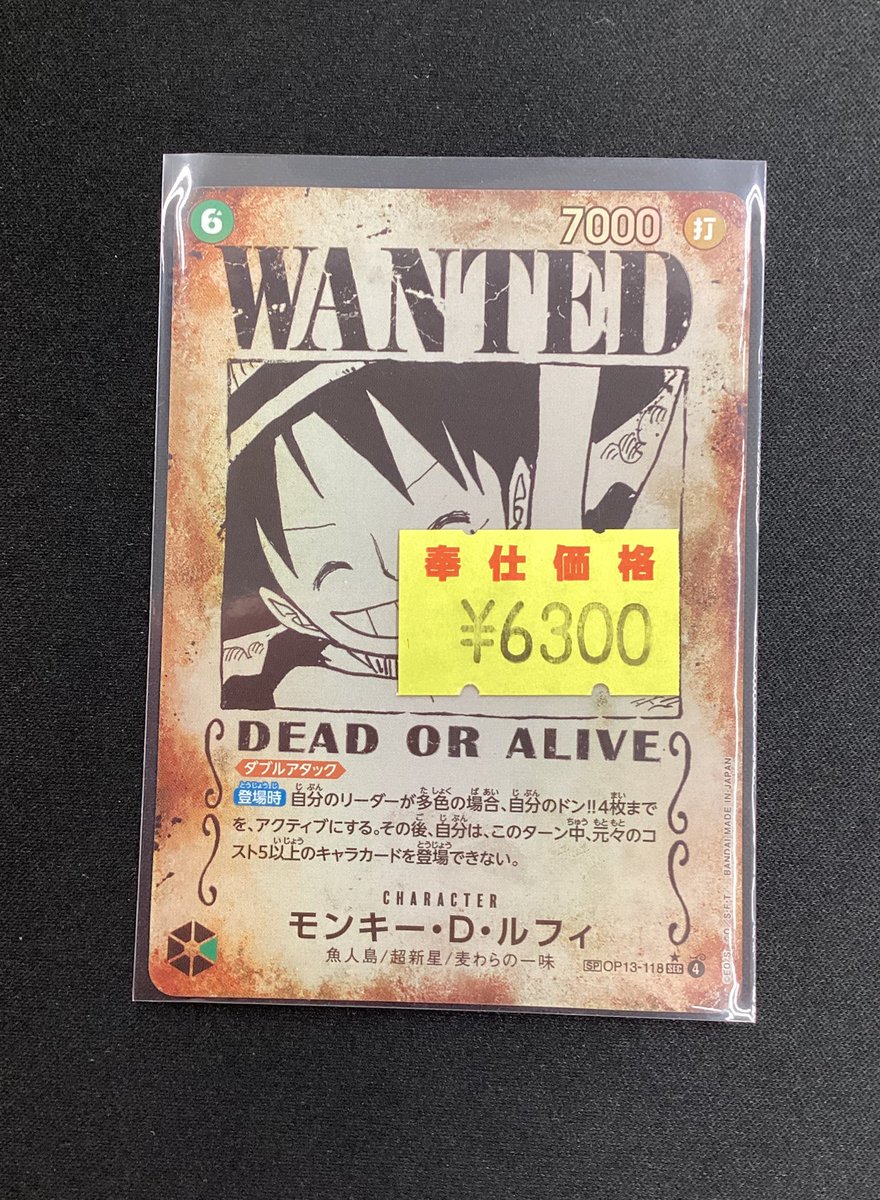 6 7000 打
WANTED
奉仕価格
¥6300
DEAD OR ALIVE
ダブルアタック
登場時 自分のリーダーが多色の場合、自分のドン!!4枚まで
を、アクティブにする。その後、自分は、このターン中、元々のコ
スト5以上のキャラカードを登場できない。
CHARACTER
モンキー・D・ルフィ
魚人島/超新星/麦わらの一味
SP OP13-118 SEC ★ 4
BANDAI MADE IN JAPAN